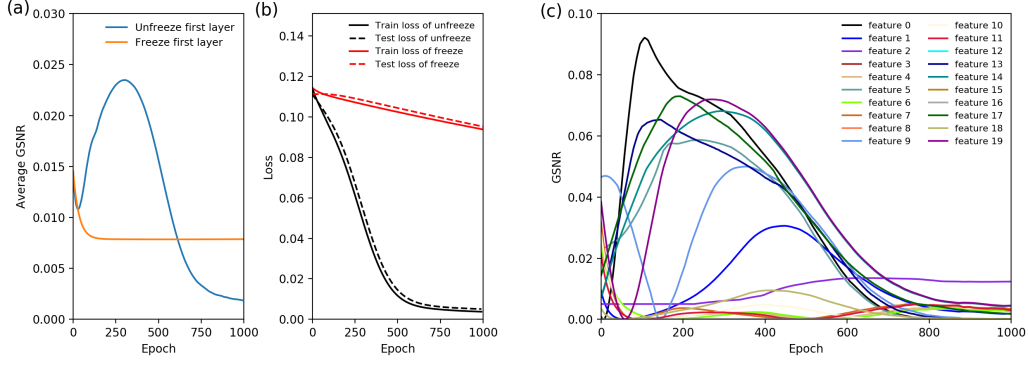 (a)
Average GSNR
0.030
0.025
0.020
0.015
0.010
0.005
0.000
0
250
500
750
1000
Epoch
Unfreeze first layer
Freeze first layer
(b)
Loss
0.14
0.12
0.10
0.08
0.06
0.04
0.02
0.00
0
250
500
750
1000
Epoch
Train loss of unfreeze
Test loss of unfreeze
Train loss of freeze
Test loss of freeze
(c)
GSNR
0.10
0.08
0.06
0.04
0.02
0.00
0
200
400
600
800
1000
Epoch
feature 0
feature 1
feature 2
feature 3
feature 4
feature 5
feature 6
feature 7
feature 8
feature 9
feature 10
feature 11
feature 12
feature 13
feature 14
feature 15
feature 16
feature 17
feature 18
feature 19